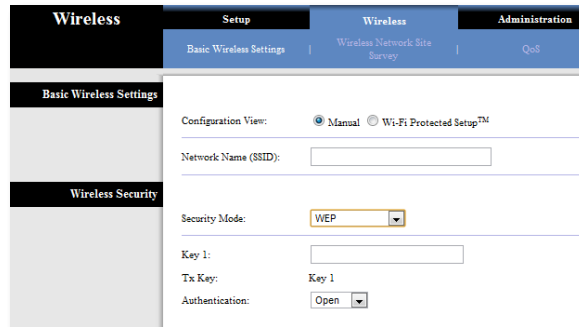 Wireless
Setup Wireless Administration
Basic Wireless Settings | Wireless Network Site Survey | QoS
Basic Wireless Settings
Configuration View: Manual Wi-Fi Protected Setup™
Network Name (SSID):
Wireless Security
Security Mode: WEP
Key 1:
Tx Key: Key 1
Authentication: Open